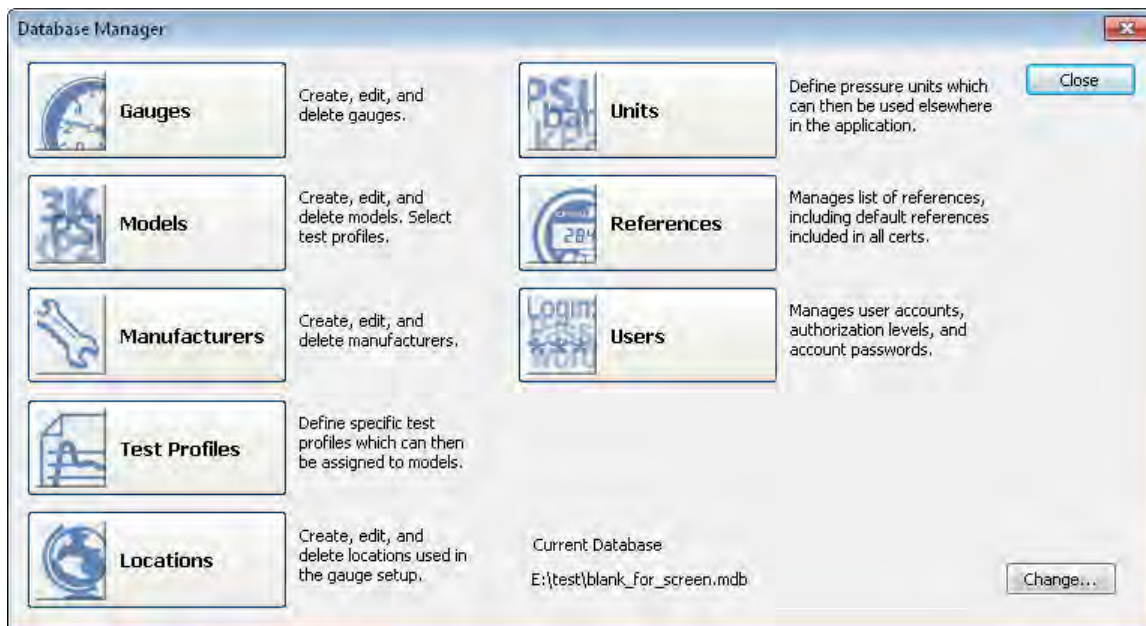 Database Manager
Gauges
Create, edit, and
delete gauges.
Models
Create, edit, and
delete models. Select
test profiles.
Manufacturers
Create, edit, and
delete manufacturers.
Test Profiles
Define specific test
profiles which can then
be assigned to models.
Locations
Create, edit, and
delete locations used in
the gauge setup.
PSI
bar
Units
Define pressure units which
can then be used elsewhere
in the application.
284
References
Manages list of references,
including default references
included in all certs.
Login:
Users
Manages user accounts,
authorization levels, and
account passwords.
Close
Current Database
E:\test\blank_for_screen.mdb
Change...